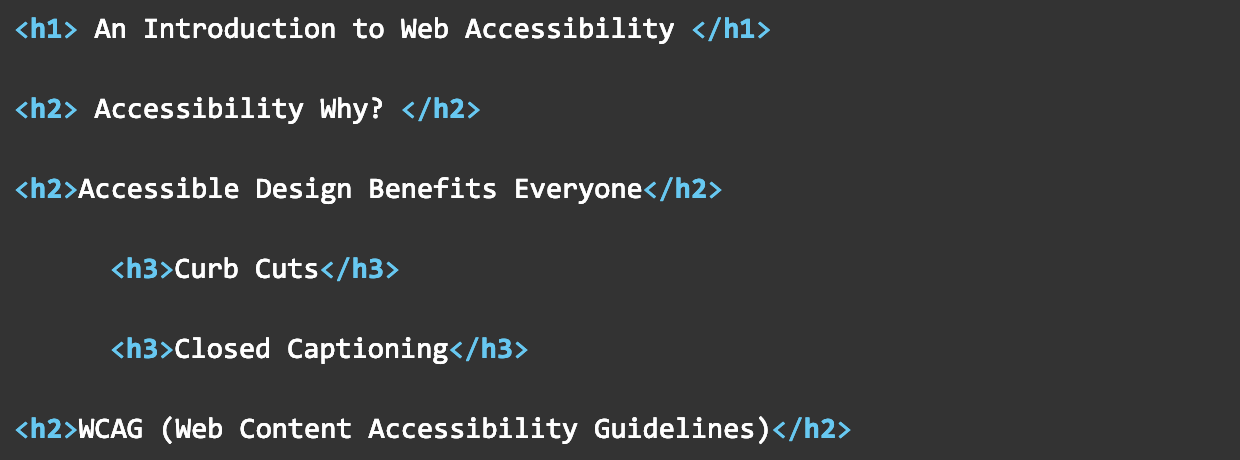 <h1> An Introduction to Web Accessibility </h1>
<h2> Accessibility Why? </h2>
<h2>Accessible Design Benefits Everyone</h2>
<h3>Curb Cuts</h3>
<h3>Closed Captioning</h3>
<h2>WCAG (Web Content Accessibility Guidelines)</h2>